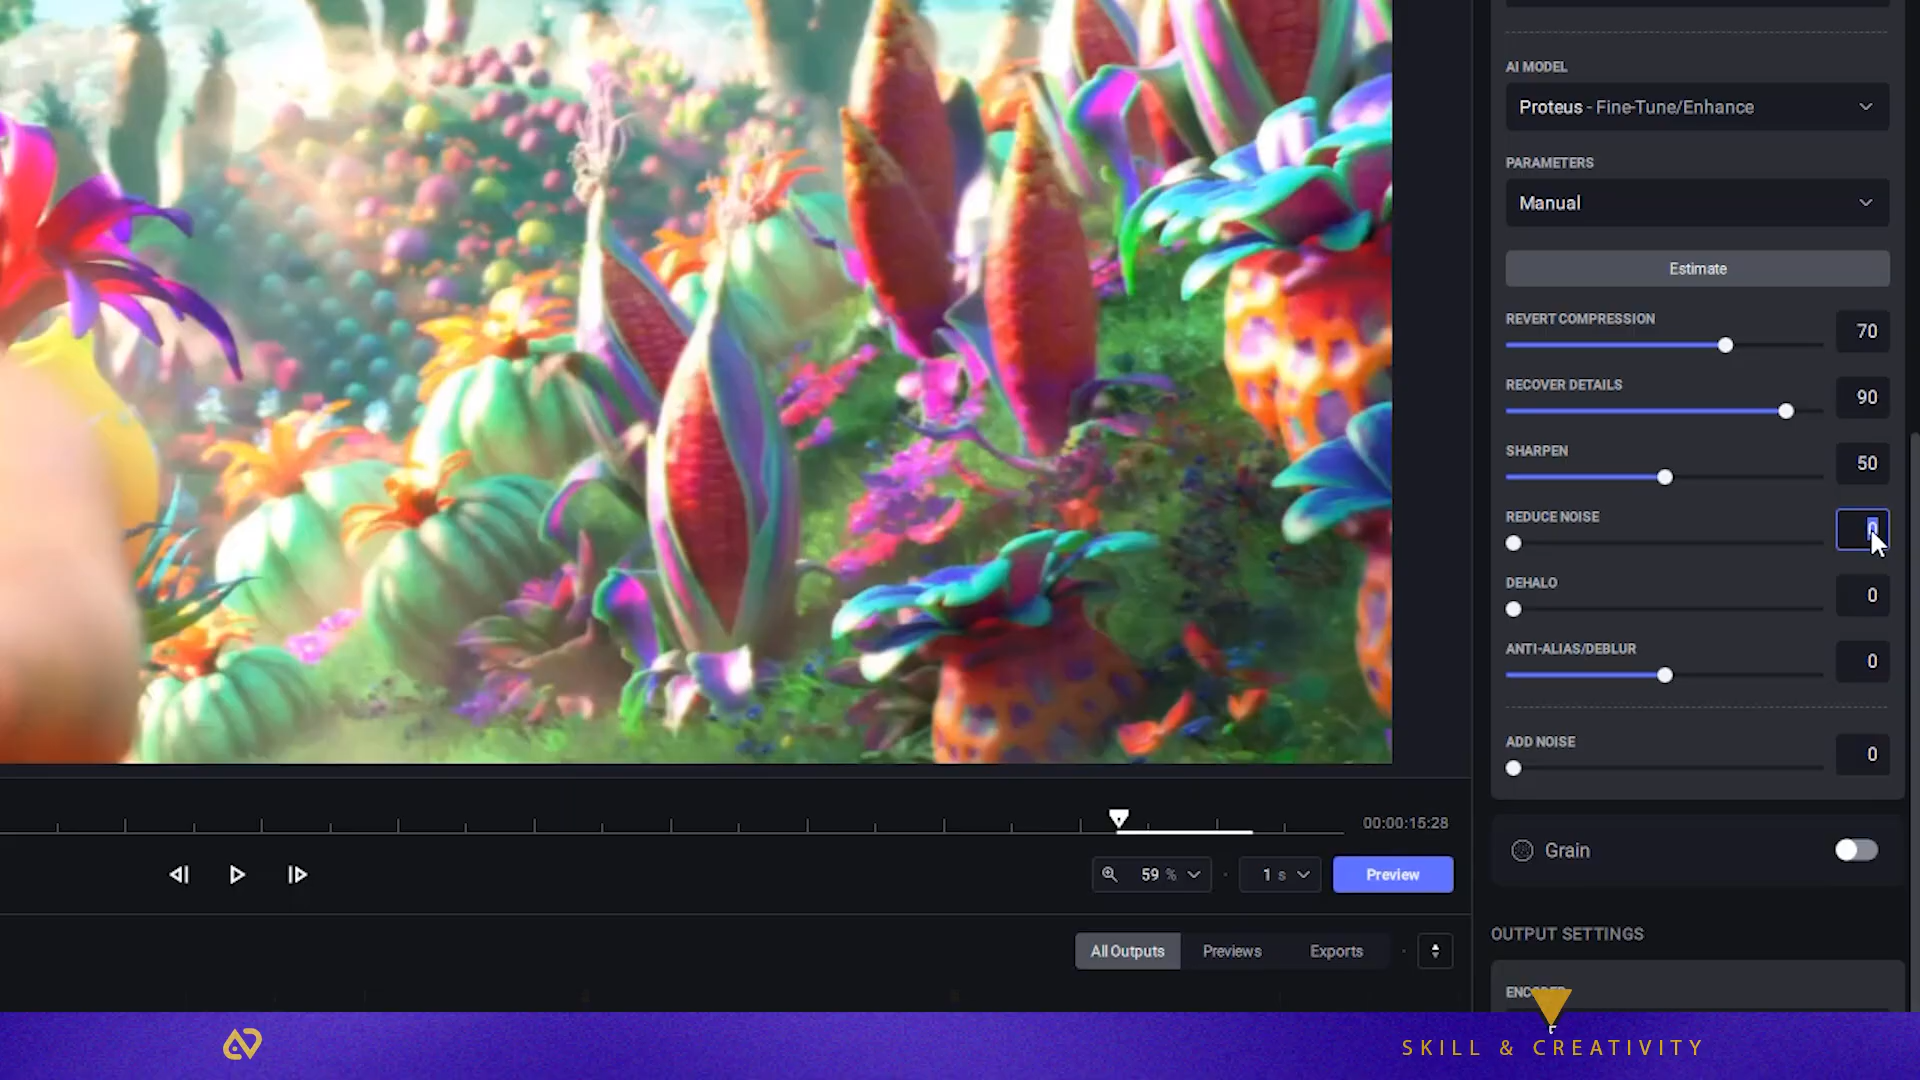 AI MODEL
Proteus - Fine-Tune/Enhance
PARAMETERS
Manual
Estimate
REVERT COMPRESSION
70
RECOVER DETAILS
90
SHARPEN
50
REDUCE NOISE
0
DEHALO
0
ANTI-ALIAS/DEBLUR
0
ADD NOISE
0
00:00:15:28
59 %
1 s
Preview
Grain
All Outputs
Previews
Exports
OUTPUT SETTINGS
SKILL & CREATIVITY